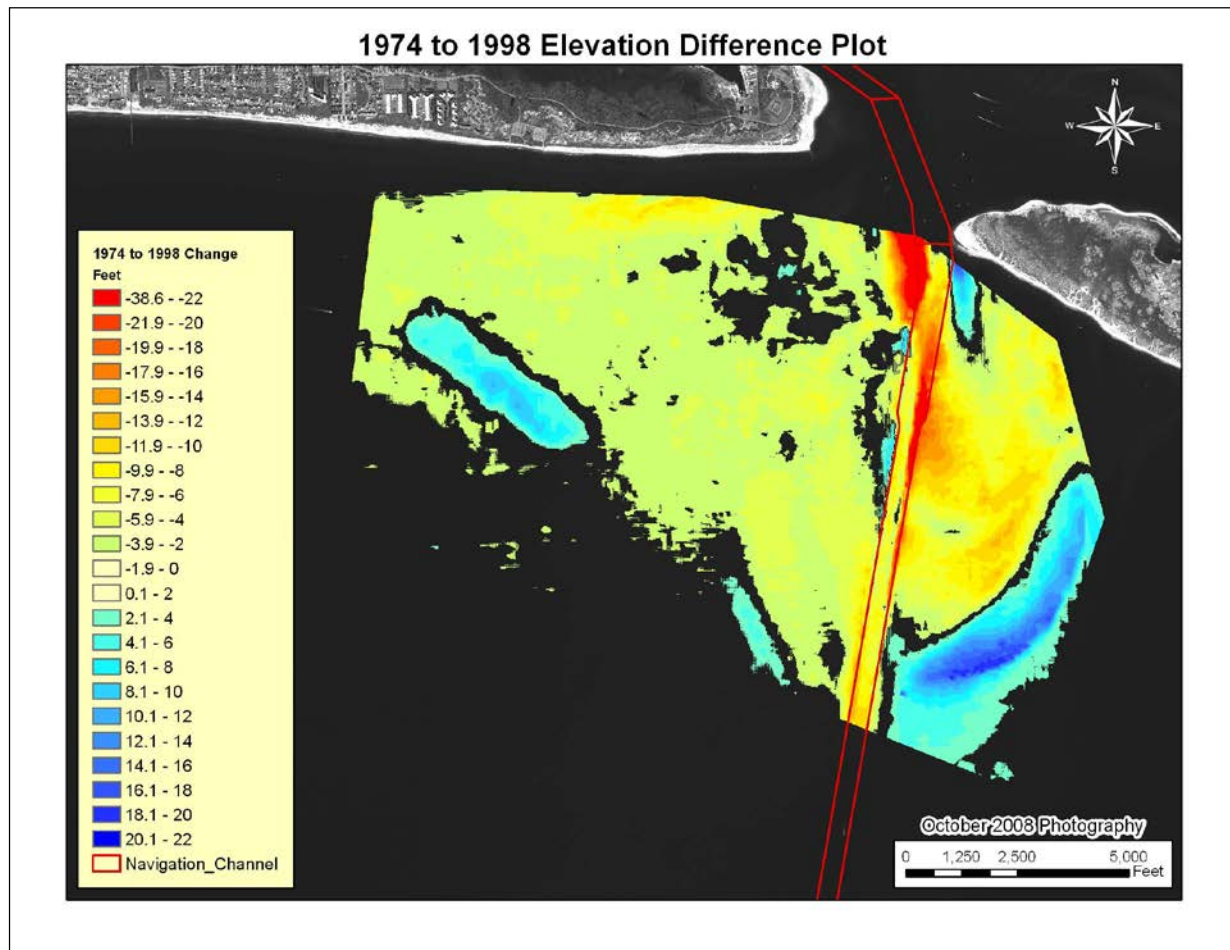 1974 to 1998 Elevation Difference Plot
N
W E
S
1974 to 1998 Change
Feet
-38.6 - -22
-21.9 - -20
-19.9 - -18
-17.9 - -16
-15.9 - -14
-13.9 - -12
-11.9 - -10
-9.9 - -8
-7.9 - -6
-5.9 - -4
-3.9 - -2
-1.9 - 0
0.1 - 2
2.1 - 4
4.1 - 6
6.1 - 8
8.1 - 10
10.1 - 12
12.1 - 14
14.1 - 16
16.1 - 18
18.1 - 20
20.1 - 22
Navigation_Channel
October 2008 Photography
0 1,250 2,500 5,000
Feet